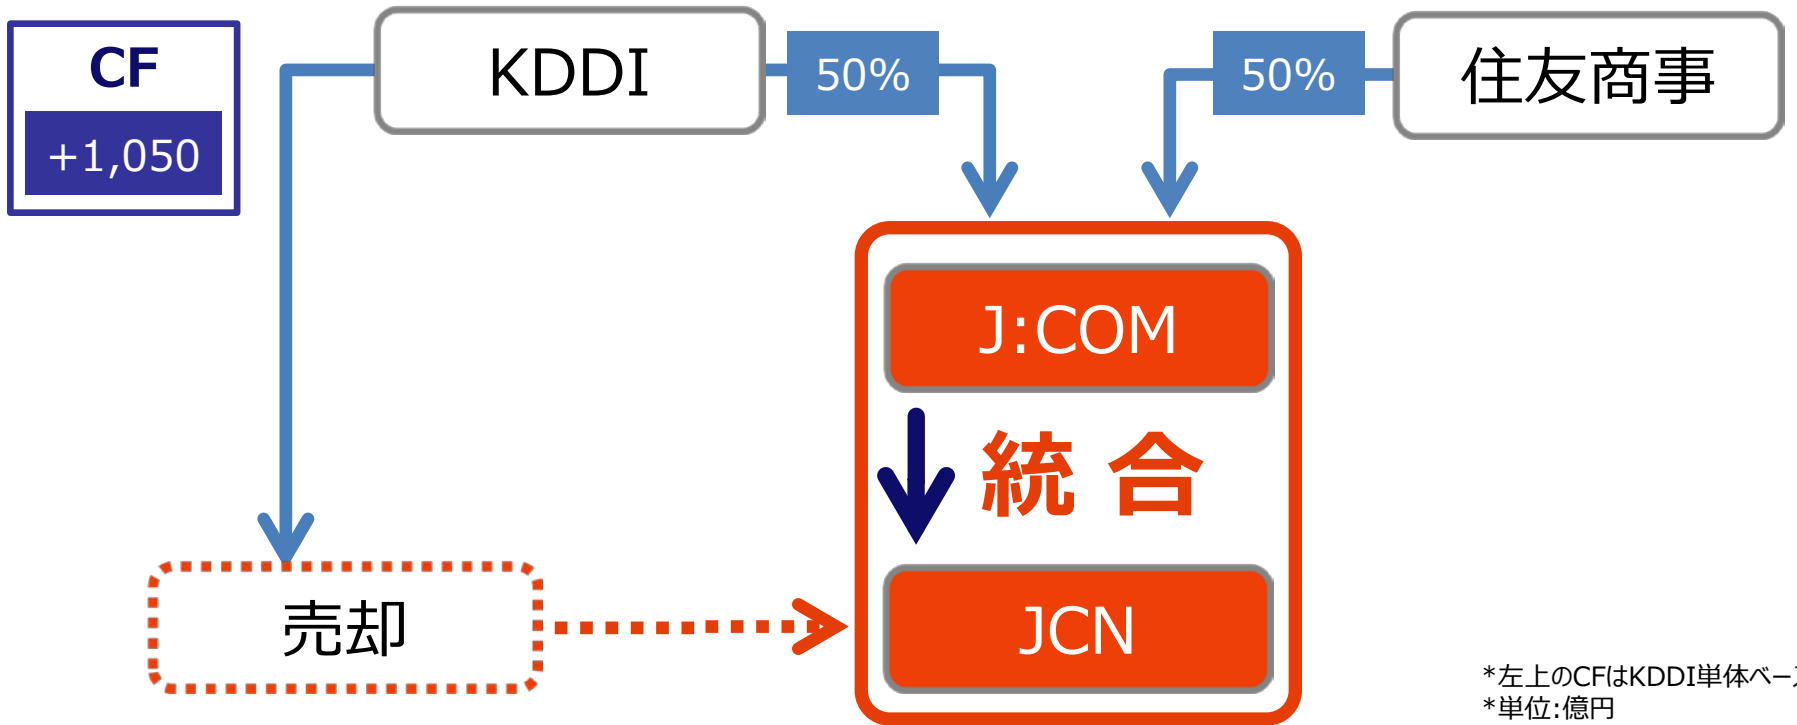 CF
+1,050
KDDI
50%
50%
住友商事
J:COM
統合
売却
JCN
*左上のCFはKDDI単体ベー
*単位:億円